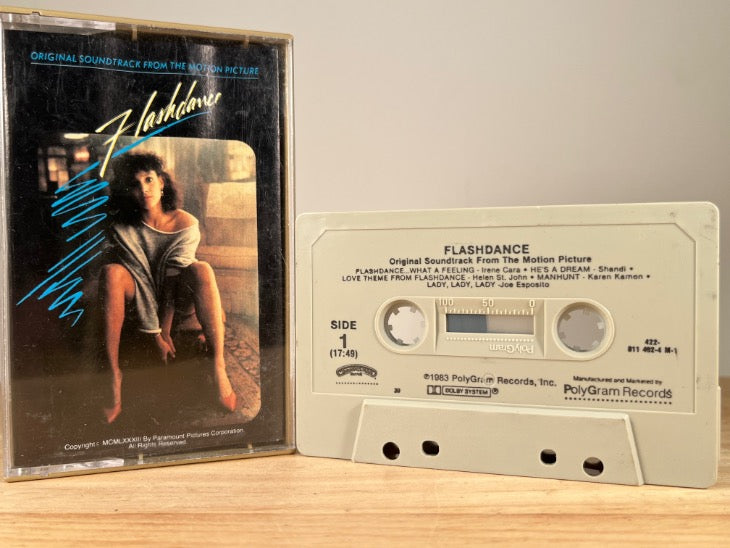 ORIGINAL SOUNDTRACK FROM THE MOTION PICTURE
Flashdance
Copyright © MCMLXXXIII By Paramount Pictures Corporation.
All Rights Reserved.
FLASHDANCE
Original Soundtrack From The Motion Picture
FLASHDANCE...WHAT A FEELING - Irene Cara • HE'S A DREAM - Shandi •
LOVE THEME FROM FLASHDANCE - Helen St. John • MANHUNT - Karen Kamon •
LADY, LADY, LADY -Joe Esposito
100 50 0
PolyGram
SIDE
1
(17:49)
422-
811 492-4 M-1
℗1983 PolyGram Records, Inc.
DOLBY SYSTEM
39
Manufactured and Marketed by
PolyGram Records